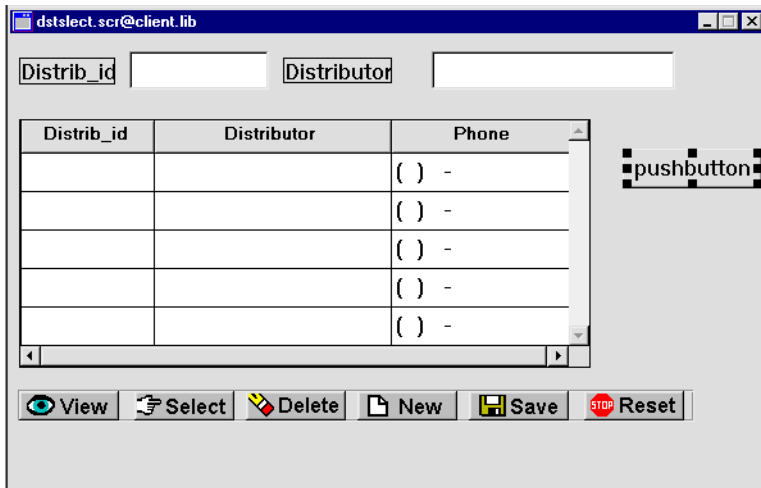 dstslect.scr@client.lib
Distrib_id Distributor
Distrib_id Distributor Phone
( ) -
pushbutton
( ) -
( ) -
( ) -
( ) -
View Select Delete New Save STOP Reset